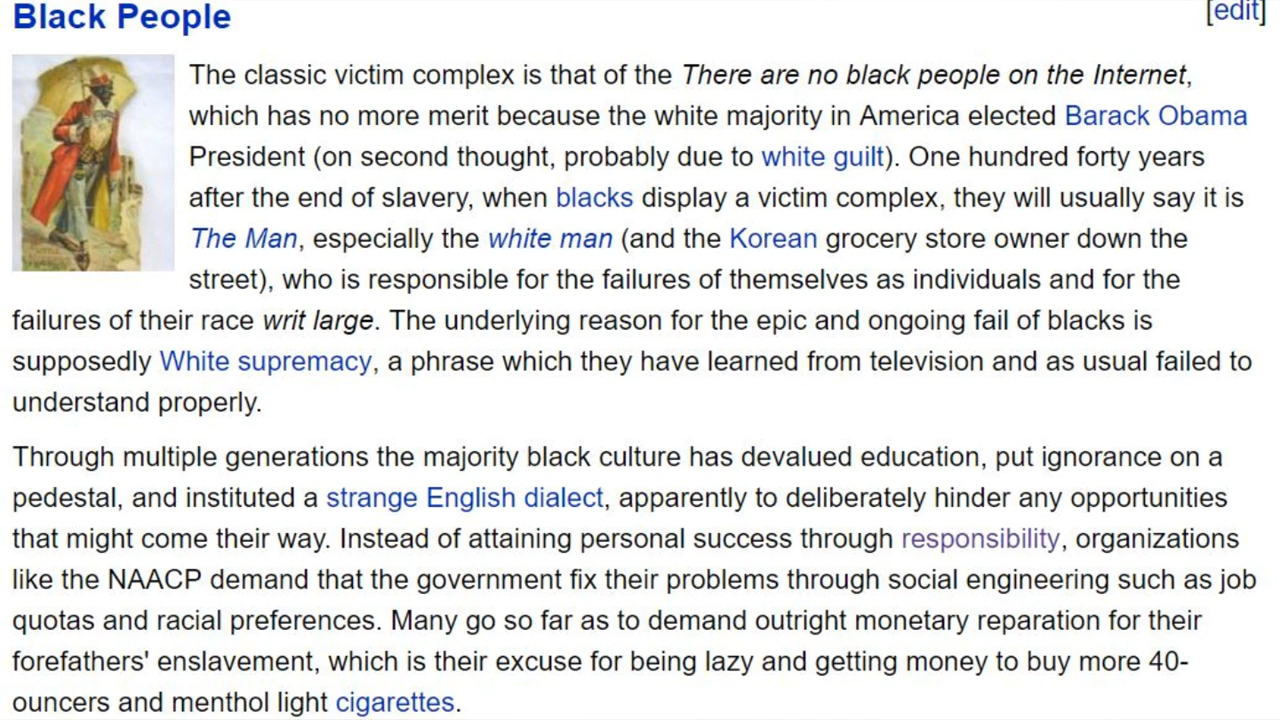 Black People
[edit]
The classic victim complex is that of the There are no black people on the Internet,
which has no more merit because the white majority in America elected Barack Obama
President (on second thought, probably due to white guilt). One hundred forty years
after the end of slavery, when blacks display a victim complex, they will usually say it is
The Man, especially the white man (and the Korean grocery store owner down the
street), who is responsible for the failures of themselves as individuals and for the
failures of their race writ large. The underlying reason for the epic and ongoing fail of blacks is
supposedly White supremacy, a phrase which they have learned from television and as usual failed to
understand properly.
Through multiple generations the majority black culture has devalued education, put ignorance on a
pedestal, and instituted a strange English dialect, apparently to deliberately hinder any opportunities
that might come their way. Instead of attaining personal success through responsibility, organizations
like the NAACP demand that the government fix their problems through social engineering such as job
quotas and racial preferences. Many go so far as to demand outright monetary reparation for their
forefathers' enslavement, which is their excuse for being lazy and getting money to buy more 40-
ouncers and menthol light cigarettes.